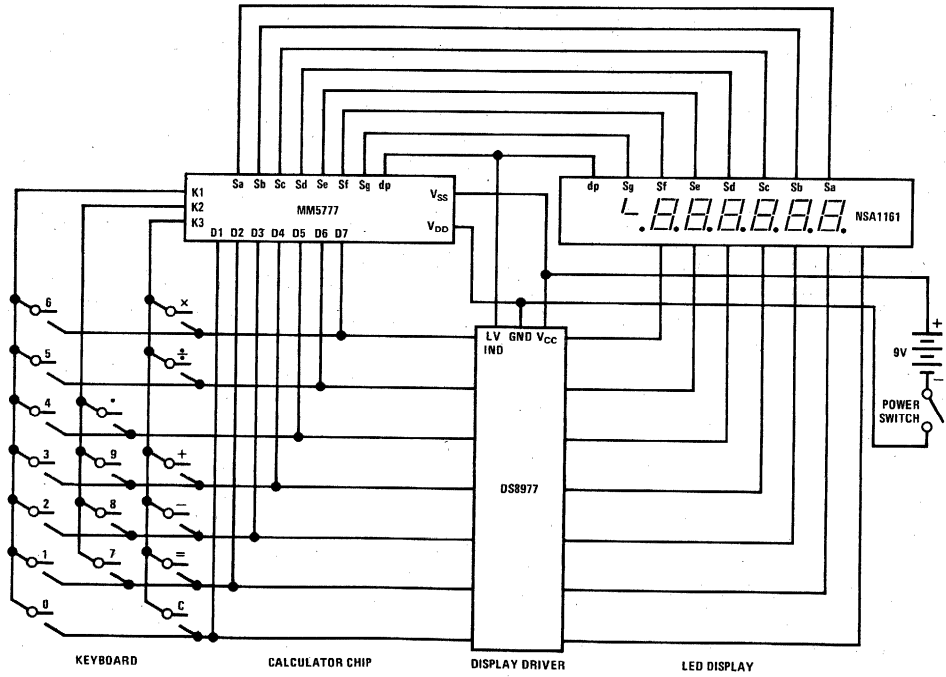 Sa Sb Sc Sd Se Sf Sg dp
K1
K2
K3
MM5777
VSS
VDD
D1 D2 D3 D4 D5 D6 D7
dp Sg Sf Se Sd Sc Sb Sa
NSA1161
6 ×
5 ÷
4 .
3 9 +
2 8 −
1 7 =
0 C
LV IND
GND
VCC
DS8977
+
9V
−
POWER
SWITCH
KEYBOARD CALCULATOR CHIP DISPLAY DRIVER LED DISPLAY